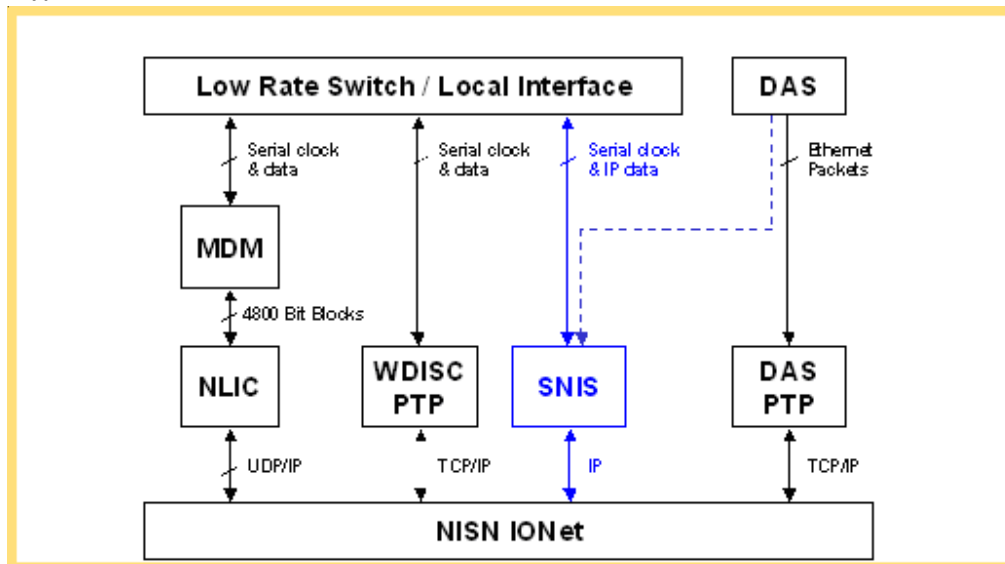 Low Rate Switch / Local Interface
DAS
Serial clock
& data
Serial clock
& data
Serial clock
& IP data
Ethernet
Packets
MDM
4800 Bit Blocks
NLIC
WDISC
PTP
SNIS
DAS
PTP
UDP/IP
TCP/IP
IP
TCP/IP
NISN IONet